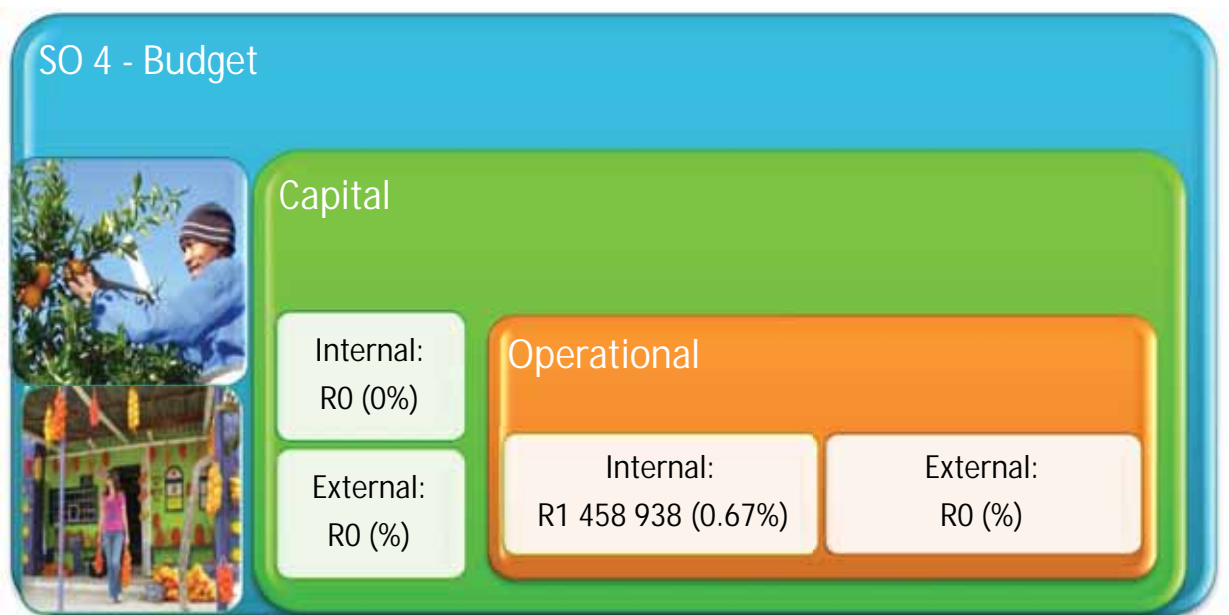 SO 4 - Budget
Capital
Internal:
R0 (0%)
External:
R0 (%)
Operational
Internal:
R1 458 938 (0.67%)
External:
R0 (%)